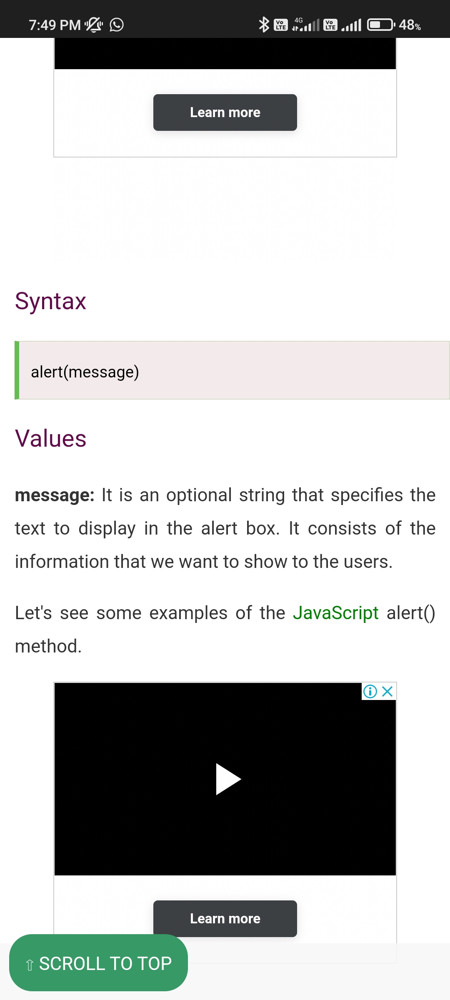 7:49 PM
4G
Vo LTE
Vo LTE
48%
Learn more
Syntax
alert(message)
Values
message: It is an optional string that specifies the
text to display in the alert box. It consists of the
information that we want to show to the users.
Let's see some examples of the JavaScript alert()
method.
Learn more
⇧ SCROLL TO TOP